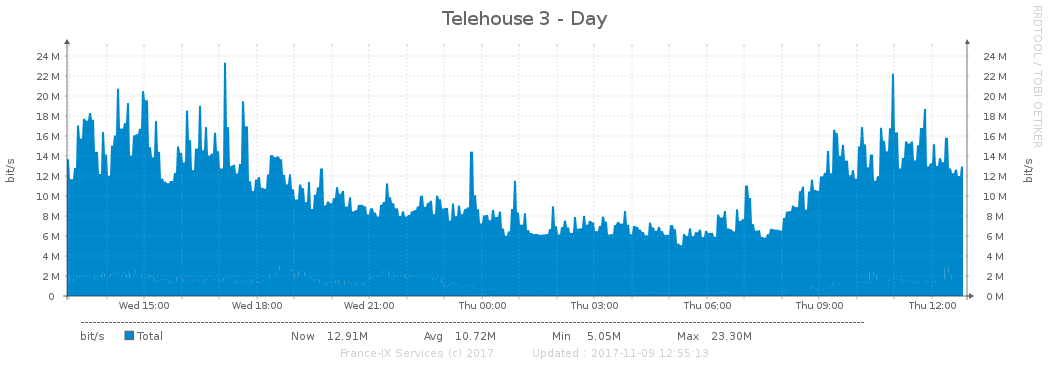 Telehouse 3 - Day
RRDTOOL / TOBI OETIKER
bit/s
24 M 24 M
22 M 22 M
20 M 20 M
18 M 18 M
16 M 16 M
14 M 14 M
12 M 12 M
10 M 10 M
8 M 8 M
6 M 6 M
4 M 4 M
2 M 2 M
0 0 M
bit/s
Wed 15:00 Wed 18:00 Wed 21:00 Thu 00:00 Thu 03:00 Thu 06:00 Thu 09:00 Thu 12:00
bit/s Total Now 12.91M Avg 10.72M Min 5.05M Max 23.30M
France-IX Services (c) 2017 Updated : 2017-11-09 12:55:13